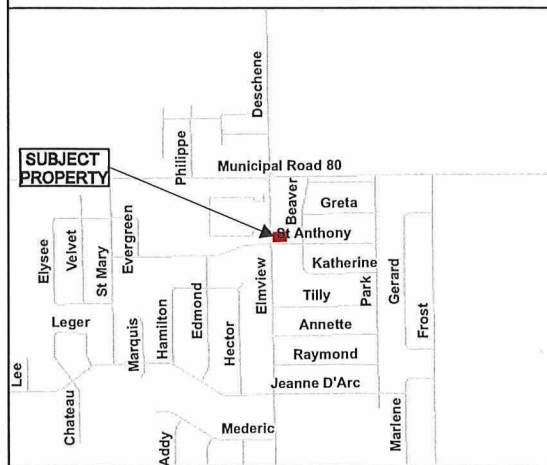 Deschene
Philippe
SUBJECT
PROPERTY
Municipal Road 80
Beaver
Greta
St Anthony
Evergreen
Elysee
Velvet
St Mary
Katherine
Elmview
Park
Gerard
Frost
Tilly
Edmond
Hamilton
Marquis
Hector
Leger
Annette
Raymond
Lee
Chateau
Jeanne D'Arc
Marlene
Mederic
Addy